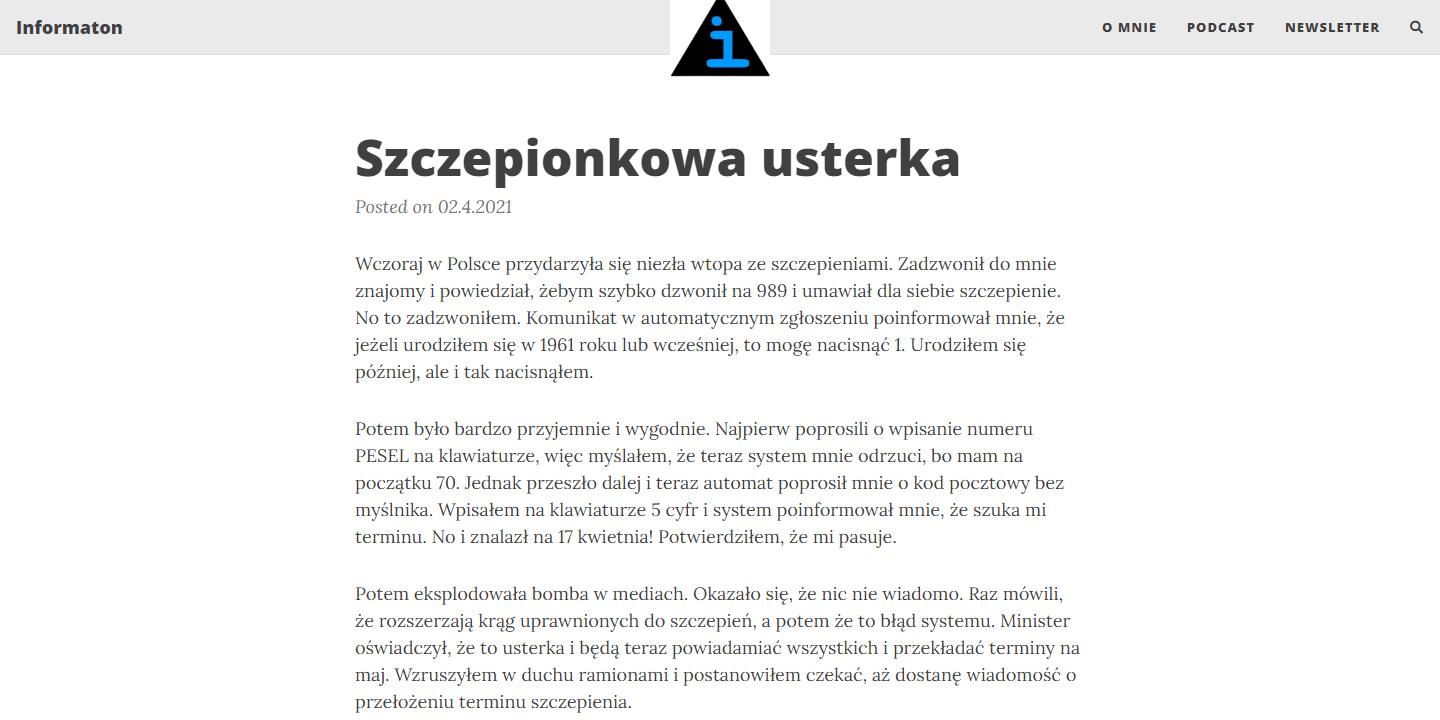 Informaton
i
O MNIE PODCAST NEWSLETTER
Szczepionkowa usterka
Posted on 02.4.2021
Wczoraj w Polsce przydarzyła się niezła wtopa ze szczepieniami. Zadzwonił do mnie
znajomy i powiedział, żebym szybko dzwonił na 989 i umawiał dla siebie szczepienie.
No to zadzwoniłem. Komunikat w automatycznym zgłoszeniu poinformował mnie, że
jeżeli urodziłem się w 1961 roku lub wcześniej, to mogę nacisnąć 1. Urodziłem się
później, ale i tak nacisnąłem.
Potem było bardzo przyjemnie i wygodnie. Najpierw poprosili o wpisanie numeru
PESEL na klawiaturze, więc myślałem, że teraz system mnie odrzuci, bo mam na
początku 70. Jednak przeszło dalej i teraz automat poprosił mnie o kod pocztowy bez
myślnika. Wpisałem na klawiaturze 5 cyfr i system poinformował mnie, że szuka mi
terminu. No i znalazł na 17 kwietnia! Potwierdziłem, że mi pasuje.
Potem eksplodowała bomba w mediach. Okazało się, że nic nie wiadomo. Raz mówili,
że rozszerzają krąg uprawnionych do szczepień, a potem że to błąd systemu. Minister
oświadczył, że to usterka i będą teraz powiadamiać wszystkich i przekładać terminy na
maj. Wzruszyłem w duchu ramionami i postanowiłem czekać, aż dostanę wiadomość o
przełożeniu terminu szczepienia.